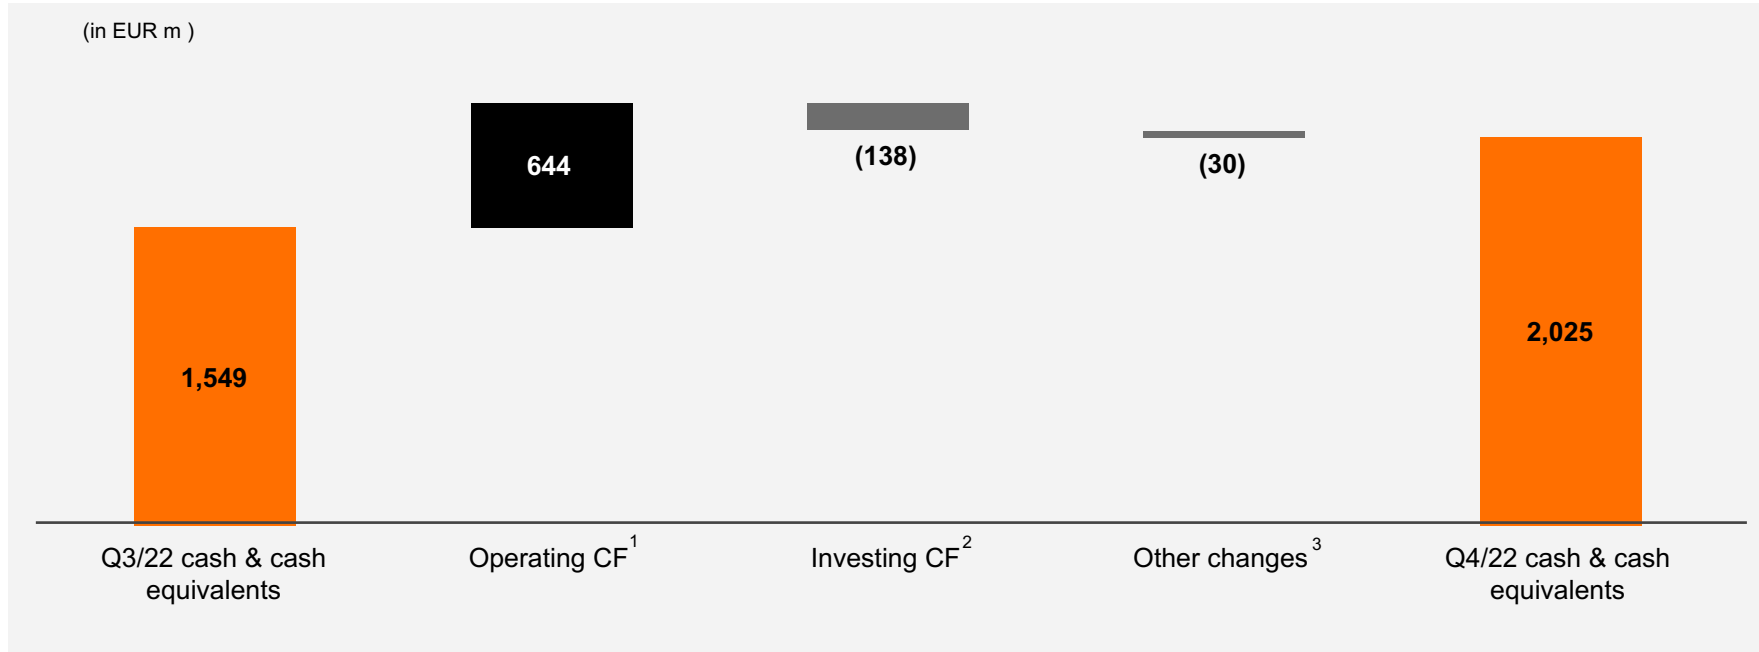 (in EUR m )
644
(138)
(30)
1,549
2,025
Q3/22 cash & cash
equivalents
Operating CF1
Investing CF2
Other changes3
Q4/22 cash & cash
equivalents